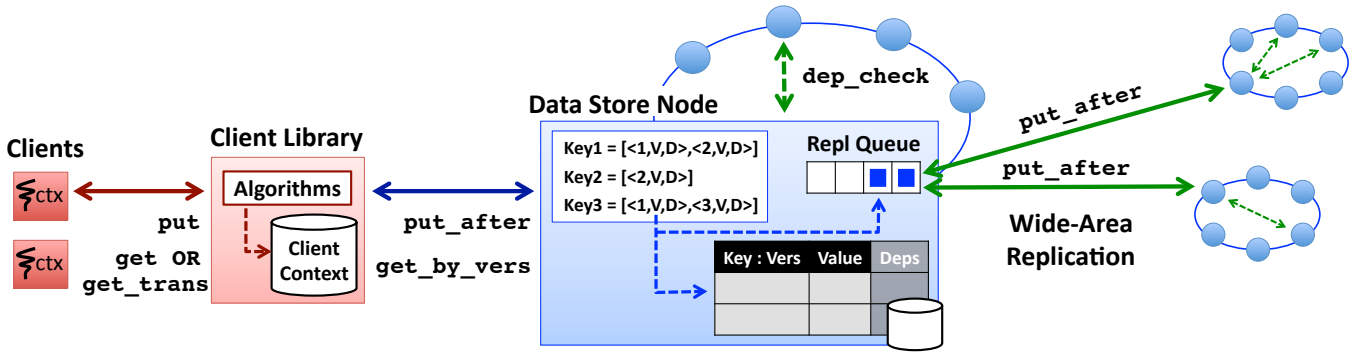 Clients
ctx
ctx
put
get OR
get_trans
Client Library
Algorithms
Client
Context
put_after
get_by_vers
Data Store Node
dep_check
Key1 = [<1,V,D>,<2,V,D>]
Key2 = [<2,V,D>]
Key3 = [<1,V,D>,<3,V,D>]
Repl Queue
Key : Vers Value Deps
put_after
put_after
Wide-Area
Replication